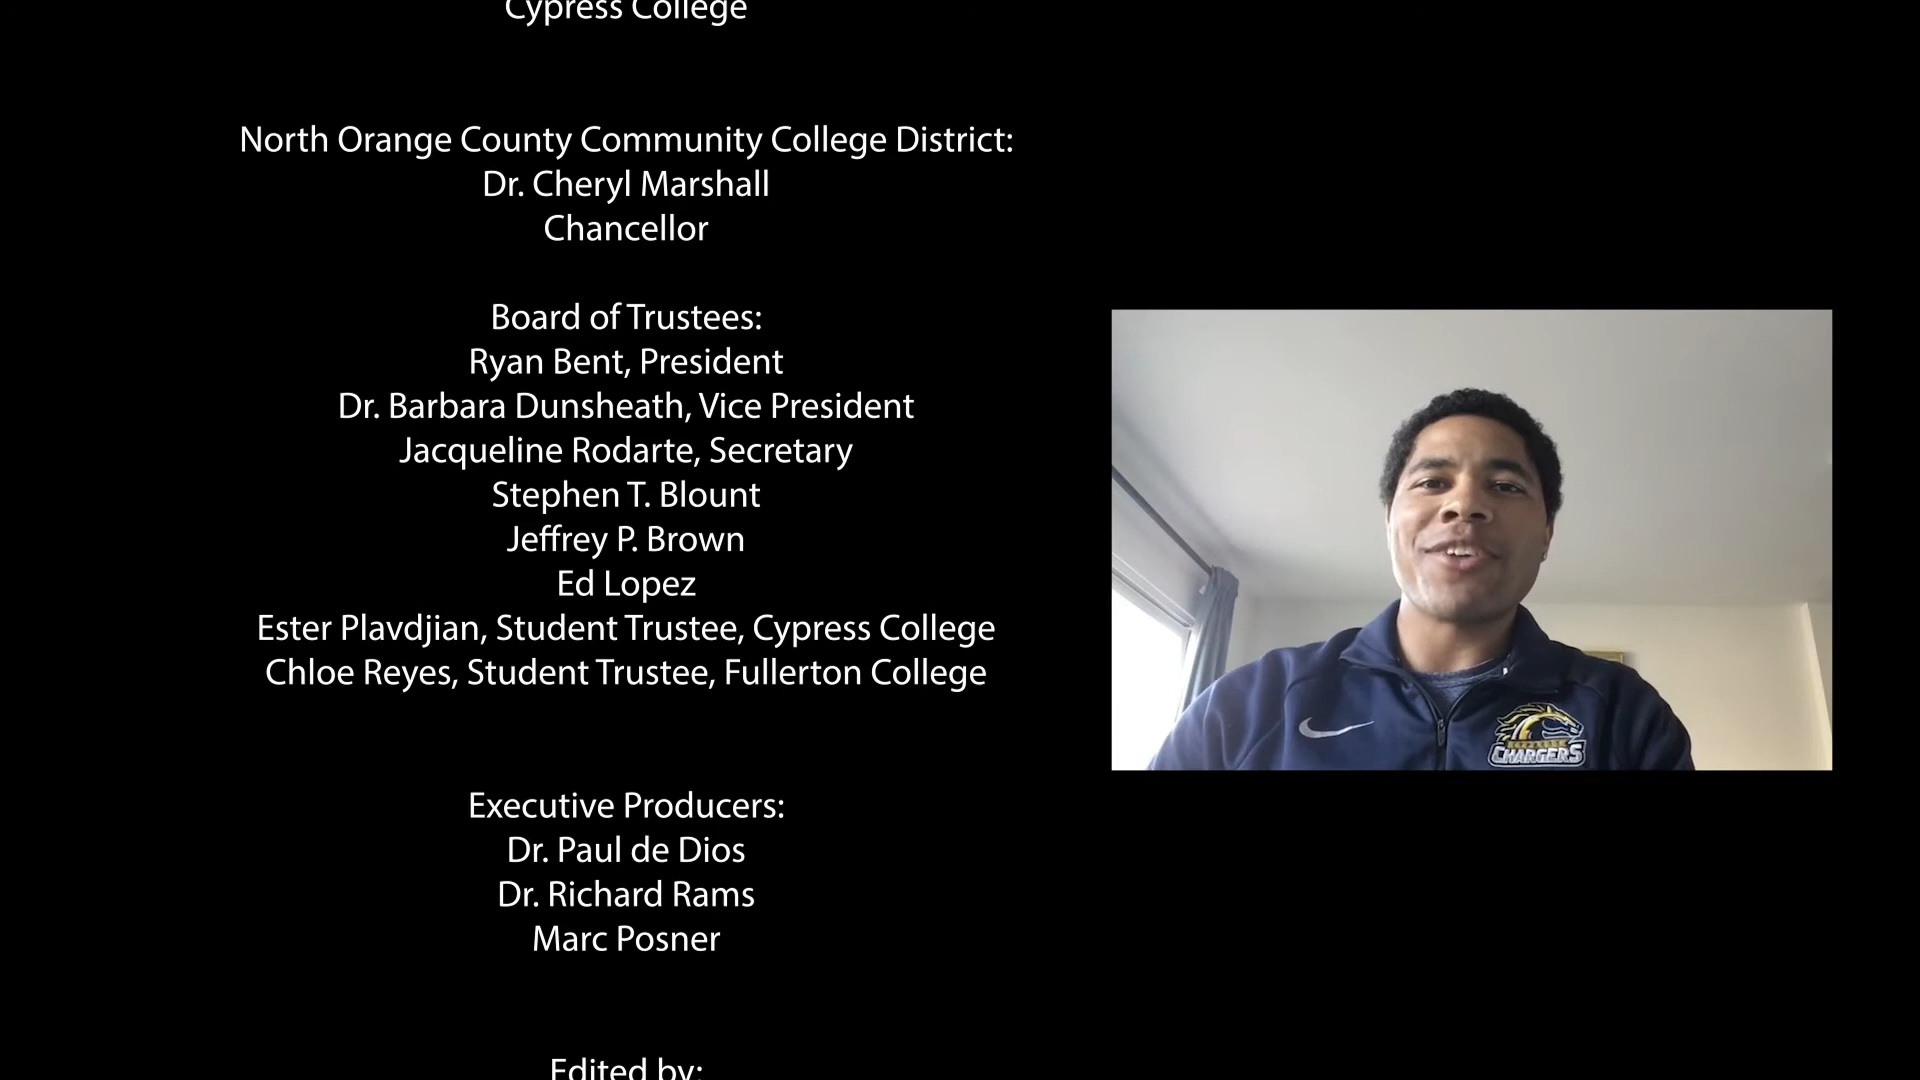 Cypress College
North Orange County Community College District:
Dr. Cheryl Marshall
Chancellor
Board of Trustees:
Ryan Bent, President
Dr. Barbara Dunsheath, Vice President
Jacqueline Rodarte, Secretary
Stephen T. Blount
Jeffrey P. Brown
Ed Lopez
Ester Plavdjian, Student Trustee, Cypress College
Chloe Reyes, Student Trustee, Fullerton College
CYPRESS
CHARGERS
Executive Producers:
Dr. Paul de Dios
Dr. Richard Rams
Marc Posner
Edited by: